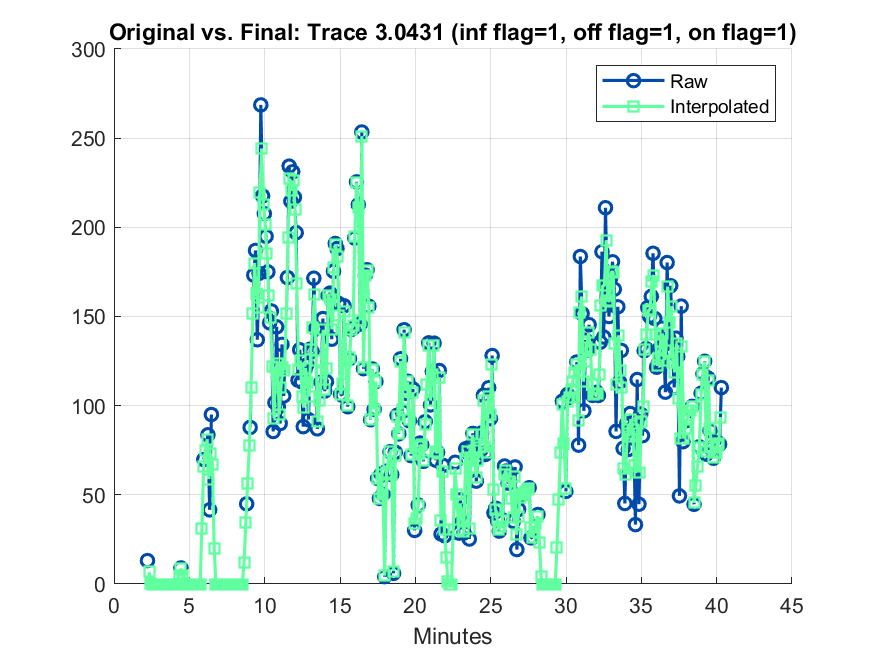 Original vs. Final: Trace 3.0431 (inf flag=1, off flag=1, on flag=1)
300
250
200
150
100
50
0
Raw
Interpolated
0 5 10 15 20 25 30 35 40 45
Minutes